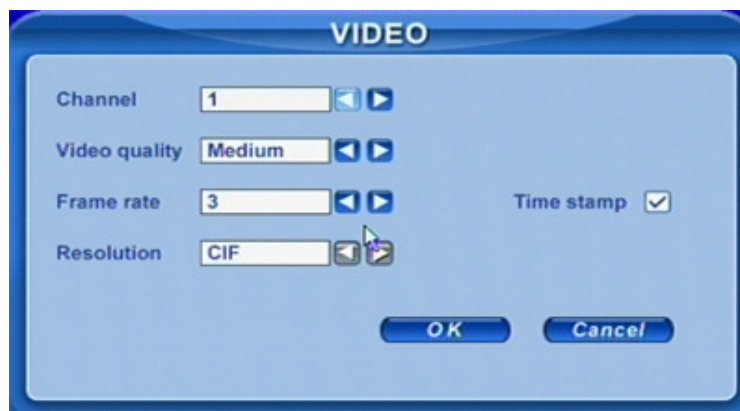 VIDEO
Channel 1
Video quality Medium
Frame rate 3 Time stamp
Resolution CIF
OK Cancel